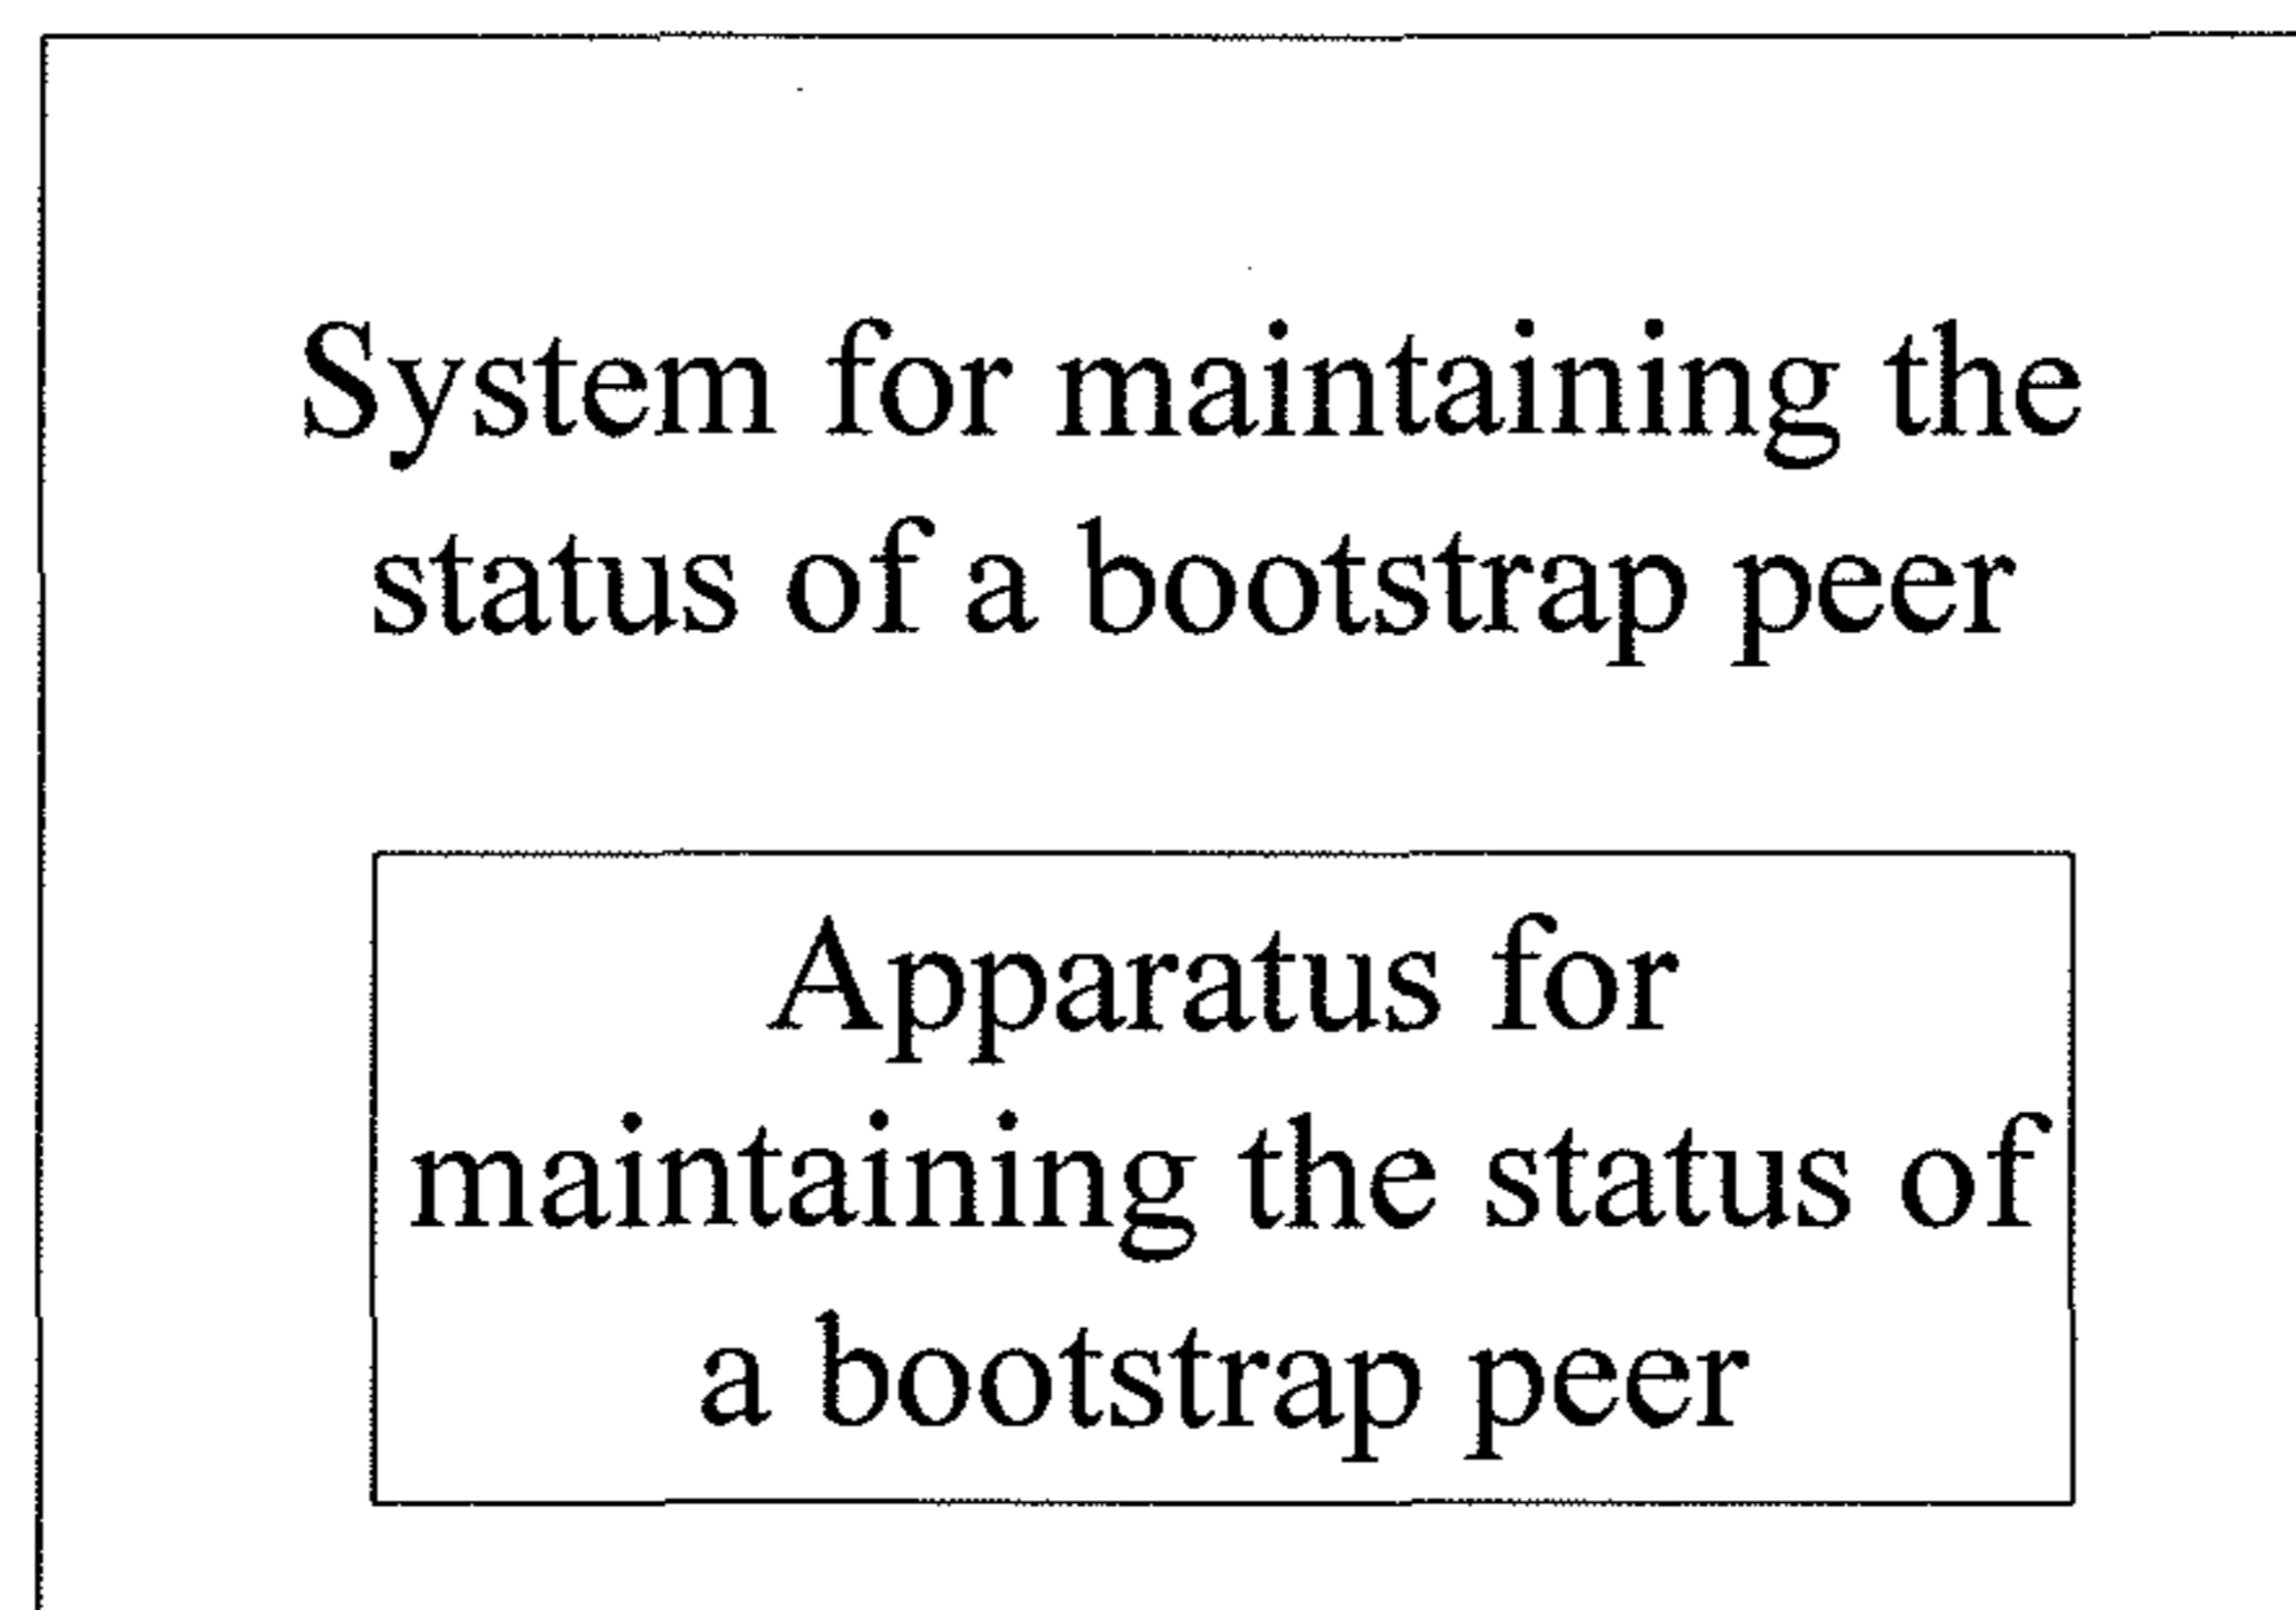 System for maintaining the
status of a bootstrap peer
Apparatus for
maintaining the status of
a bootstrap peer